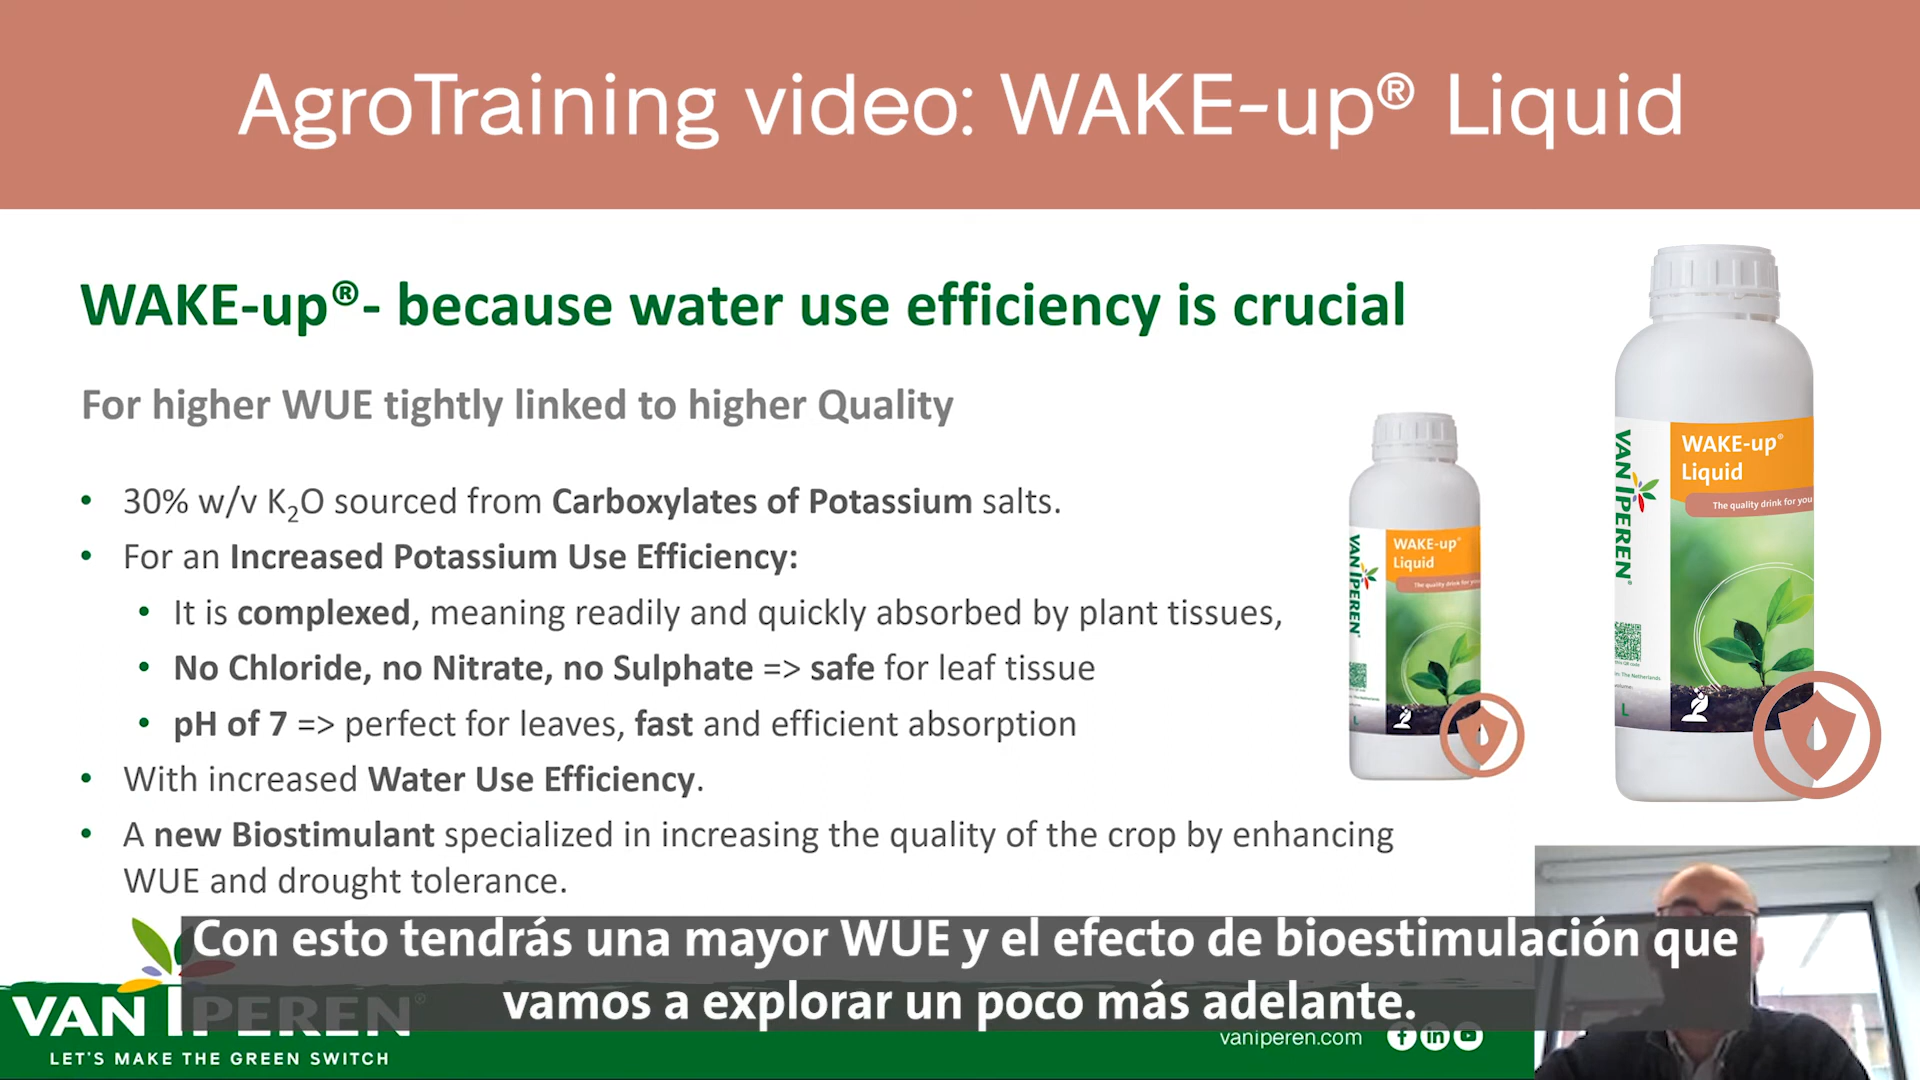 AgroTraining video: WAKE-up® Liquid
WAKE-up®- because water use efficiency is crucial
For higher WUE tightly linked to higher Quality
• 30% w/v K₂O sourced from Carboxylates of Potassium salts.
• For an Increased Potassium Use Efficiency:
• It is complexed, meaning readily and quickly absorbed by plant tissues,
• No Chloride, no Nitrate, no Sulphate => safe for leaf tissue
• pH of 7 => perfect for leaves, fast and efficient absorption
• With increased Water Use Efficiency.
• A new Biostimulant specialized in increasing the quality of the crop by enhancing
WUE and drought tolerance.
VAN IPEREN
WAKE-up®
Liquid
The quality drink for your
L
VAN IPEREN®
WAKE-up®
Liquid
The quality drink for you
L
Con esto tendrás una mayor WUE y el efecto de bioestimulación que
vamos a explorar un poco más adelante.
VAN IPEREN®
LET'S MAKE THE GREEN SWITCH
vaniperen.com